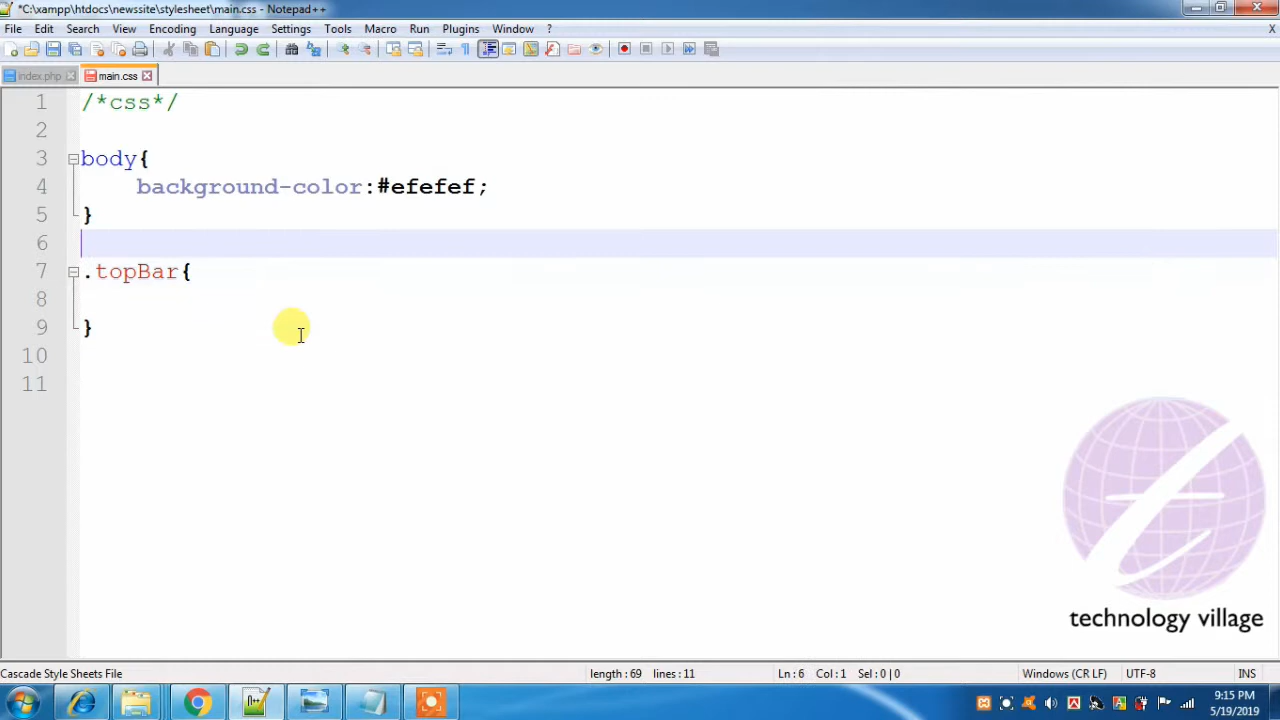 *C:\xampp\htdocs\newssite\stylesheet\main.css - Notepad++
File Edit Search View Encoding Language Settings Tools Macro Run Plugins Window ? X
index.php main.css
1 /*css*/
2
3 body{
4 background-color:#efefef;
5 }
6
7 .topBar{
8
9 }
10
11
technology village
Cascade Style Sheets File length : 69 lines : 11 Ln : 6 Col : 1 Sel : 0 | 0 Windows (CR LF) UTF-8 INS
9:15 PM
5/19/2019